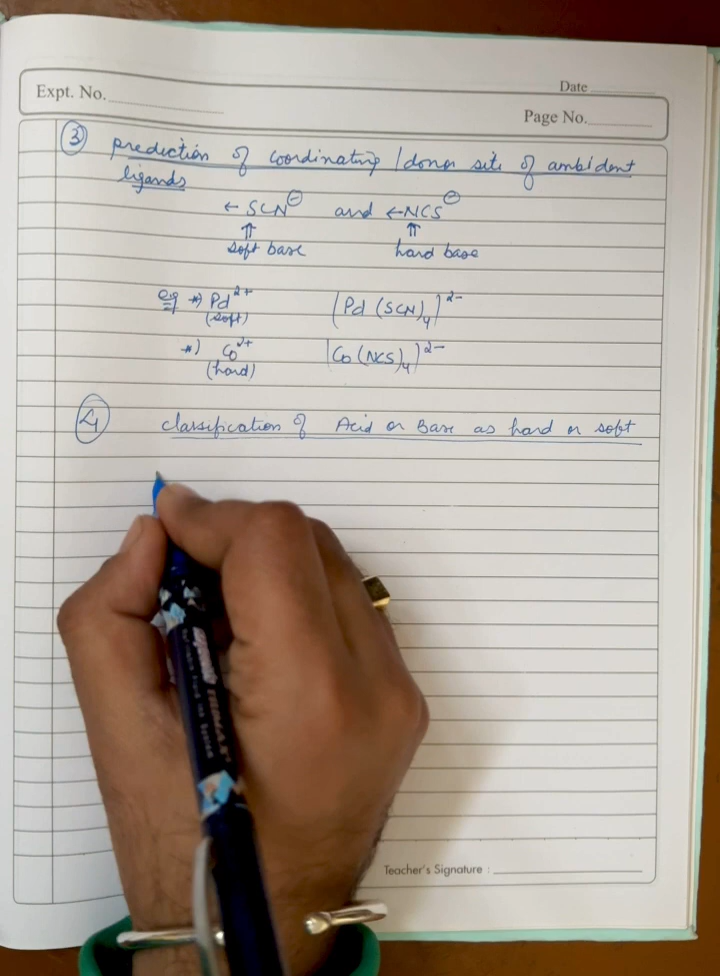 Date
Expt. No.
Page No.
③ prediction of coordinating / donor site of ambident
ligands
← SCN⊖ and ←NCS⊖
⇑ ⇑
soft base hard base
eg *) Pd²⁺ [Pd (SCN)₄]²⁻
(soft)
*) Co²⁺ [Co (NCS)₄]²⁻
(hard)
④ classification of Acid or Base as hard or soft
Teacher's Signature :